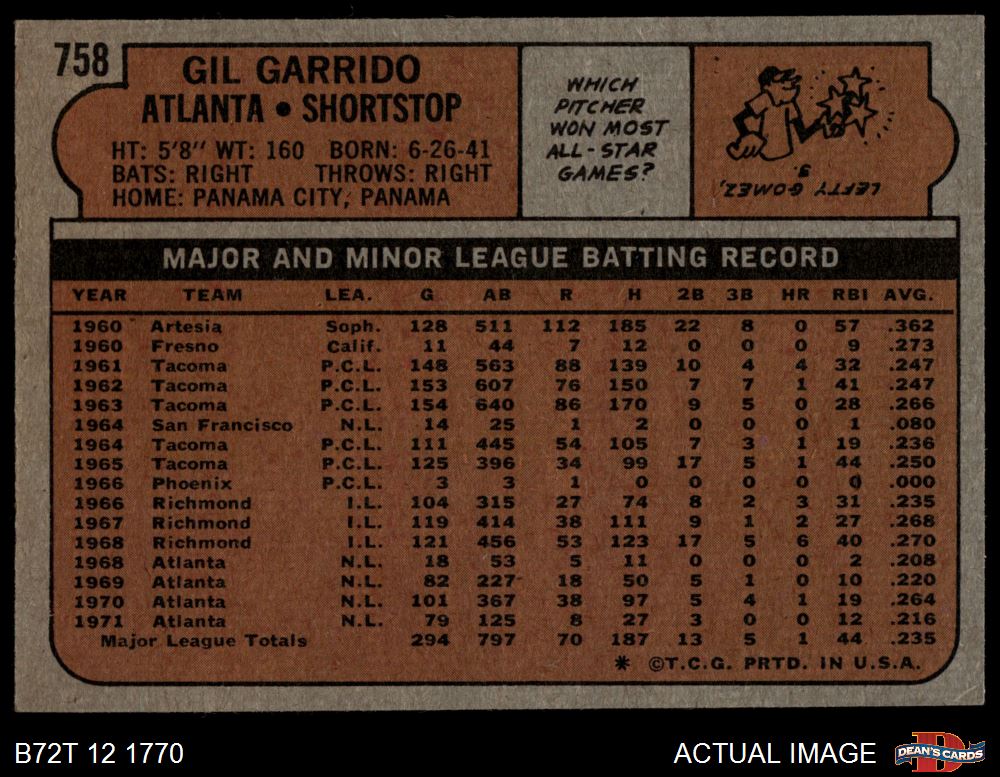 758
GIL GARRIDO
ATLANTA • SHORTSTOP
HT: 5'8" WT: 160 BORN: 6-26-41
BATS: RIGHT THROWS: RIGHT
HOME: PANAMA CITY, PANAMA
WHICH
PITCHER
WON MOST
ALL-STAR
GAMES?
LEFTY GOMEZ,
3.
MAJOR AND MINOR LEAGUE BATTING RECORD
YEAR TEAM LEA. G AB R H 2B 3B HR RBI AVG.
1960 Artesia Soph. 128 511 112 185 22 8 0 57 .362
1960 Fresno Calif. 11 44 7 12 0 0 0 9 .273
1961 Tacoma P.C.L. 148 563 88 139 10 4 4 32 .247
1962 Tacoma P.C.L. 153 607 76 150 7 7 1 41 .247
1963 Tacoma P.C.L. 154 640 86 170 9 5 0 28 .266
1964 San Francisco N.L. 14 25 1 2 0 0 0 1 .080
1964 Tacoma P.C.L. 111 445 54 105 7 3 1 19 .236
1965 Tacoma P.C.L. 125 396 34 99 17 5 1 44 .250
1966 Phoenix P.C.L. 3 3 1 0 0 0 0 0 .000
1966 Richmond I.L. 104 315 27 74 8 2 3 31 .235
1967 Richmond I.L. 119 414 38 111 9 1 2 27 .268
1968 Richmond I.L. 121 456 53 123 17 5 6 40 .270
1968 Atlanta N.L. 18 53 5 11 0 0 0 2 .208
1969 Atlanta N.L. 82 227 18 50 5 1 0 10 .220
1970 Atlanta N.L. 101 367 38 97 5 4 1 19 .264
1971 Atlanta N.L. 79 125 8 27 3 0 0 12 .216
Major League Totals 294 797 70 187 13 5 1 44 .235
* ©T.C.G. PRTD. IN U.S.A.
B72T 12 1770
ACTUAL IMAGE
D
DEAN'S CARDS